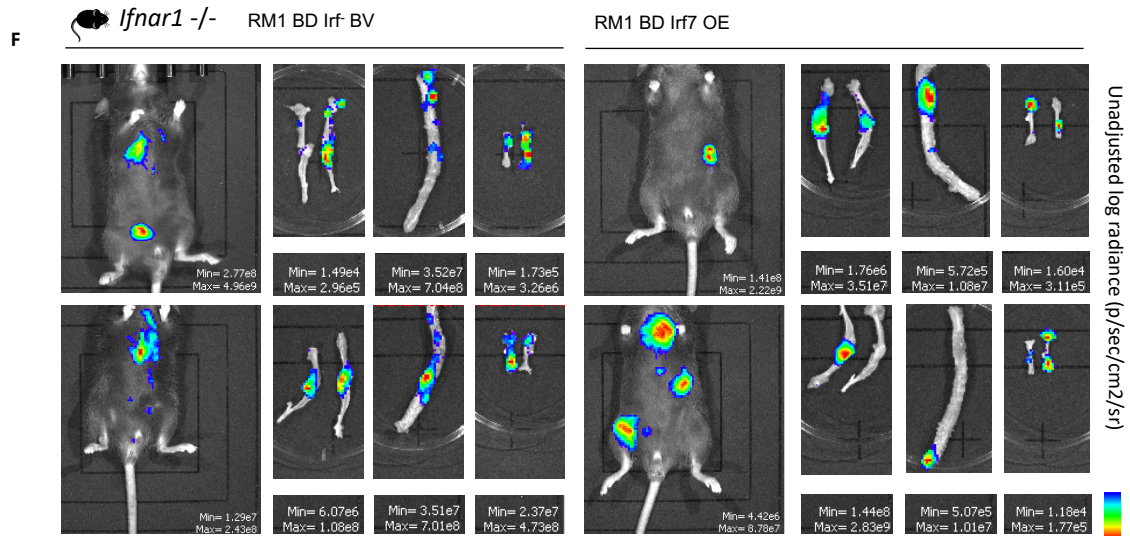 F
Ifnar1 -/-
RM1 BD Irf- BV
RM1 BD Irf7 OE
Min= 2.77e8
Max= 4.96e9
Min= 1.49e4
Max= 2.96e5
Min= 3.52e7
Max= 7.04e8
Min= 1.73e5
Max= 3.26e6
Min= 1.41e8
Max= 2.22e9
Min= 1.76e6
Max= 3.51e7
Min= 5.72e5
Max= 1.08e7
Min= 1.60e4
Max= 3.11e5
Min= 1.29e7
Max= 2.43e8
Min= 6.07e6
Max= 1.08e8
Min= 3.51e7
Max= 7.01e8
Min= 2.37e7
Max= 4.73e8
Min= 4.42e6
Max= 8.78e7
Min= 1.44e8
Max= 2.83e9
Min= 5.07e5
Max= 1.01e7
Min= 1.18e4
Max= 1.77e5
Unadjusted log radiance (p/sec/cm2/sr)